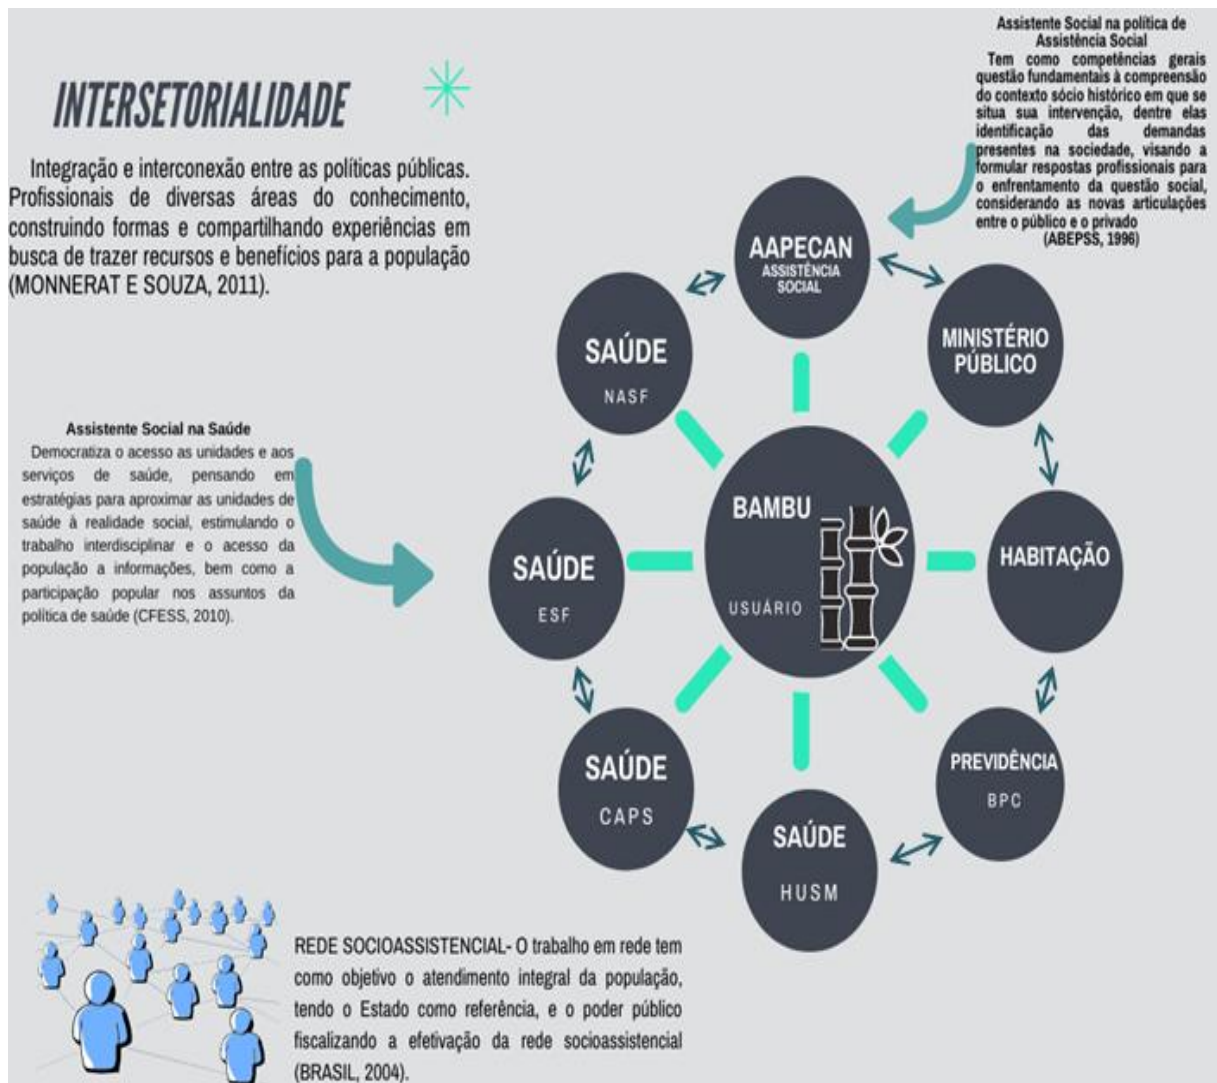 INTERSETORIALIDADE
Integração e interconexão entre as políticas públicas.
Profissionais de diversas áreas do conhecimento,
construindo formas e compartilhando experiências em
busca de trazer recursos e benefícios para a população
(MONNERAT E SOUZA, 2011).
Assistente Social na política de
Assistência Social
Tem como competências gerais
questão fundamentais à compreensão
do contexto sócio histórico em que se
situa sua intervenção, dentre elas
identificação das demandas
presentes na sociedade, visando a
formular respostas profissionais para
o enfrentamento da questão social,
considerando as novas articulações
entre o público e o privado
(ABEPSS, 1996)
Assistente Social na Saúde
Democratiza o acesso as unidades e aos
serviços de saúde, pensando em
estratégias para aproximar as unidades de
saúde à realidade social, estimulando o
trabalho interdisciplinar e o acesso da
população a informações, bem como a
participação popular nos assuntos da
política de saúde (CFESS, 2010).
AAPECAN
ASSISTÊNCIA
SOCIAL
MINISTÉRIO
PÚBLICO
HABITAÇÃO
PREVIDÊNCIA
BPC
SAÚDE
HUSM
SAÚDE
CAPS
SAÚDE
ESF
SAÚDE
NASF
BAMBU
USUÁRIO
REDE SOCIOASSISTENCIAL- O trabalho em rede tem
como objetivo o atendimento integral da população,
tendo o Estado como referência, e o poder público
fiscalizando a efetivação da rede socioassistencial
(BRASIL, 2004).